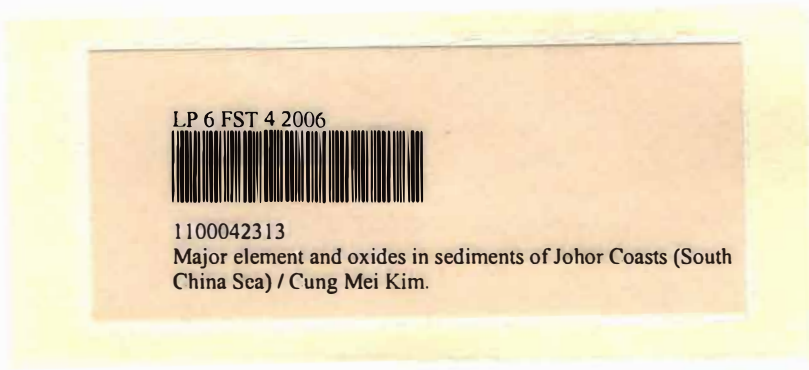 LP 6 FST 4 2006
1100042313
Major element and oxides in sediments of Johor Coasts (South
China Sea) / Cung Mei Kim.